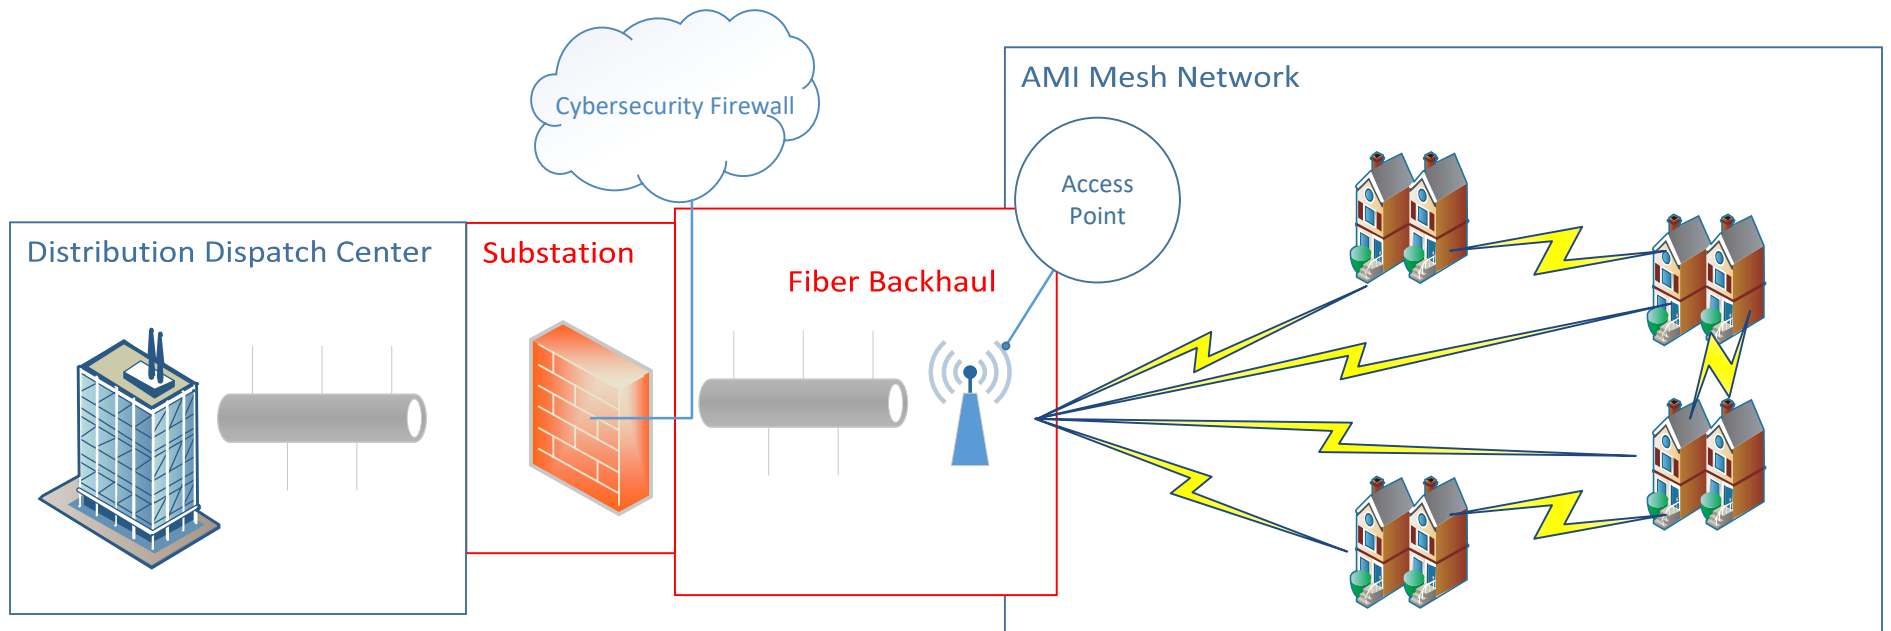 Cybersecurity Firewall
AMI Mesh Network
Access
Point
Distribution Dispatch Center
Substation
Fiber Backhaul